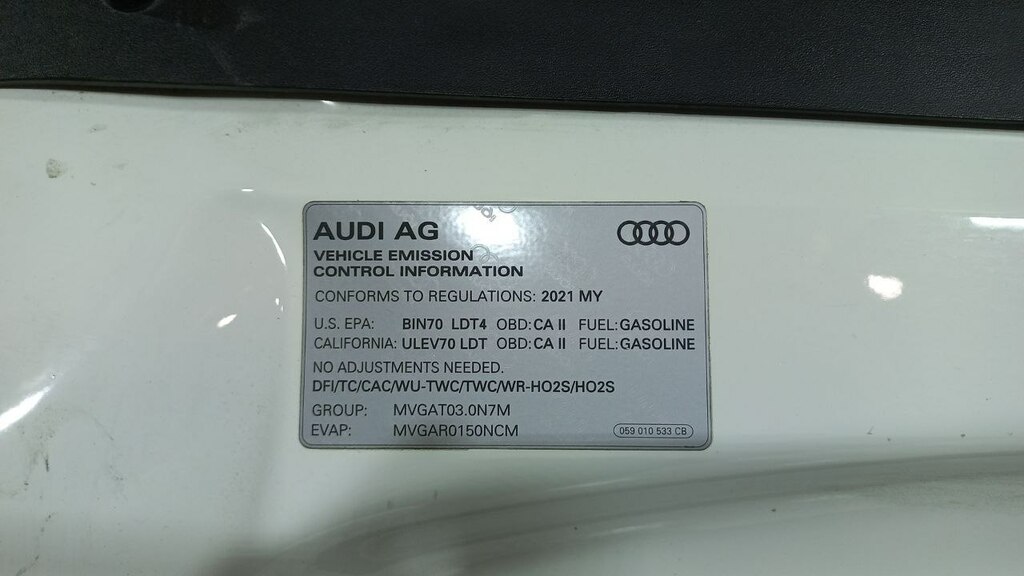 AUDI AG
VEHICLE EMISSION
CONTROL INFORMATION
CONFORMS TO REGULATIONS: 2021 MY
U.S. EPA: BIN70 LDT4 OBD: CA II FUEL: GASOLINE
CALIFORNIA: ULEV70 LDT OBD: CA II FUEL: GASOLINE
NO ADJUSTMENTS NEEDED.
DFI/TC/CAC/WU-TWC/TWC/WR-HO2S/HO2S
GROUP: MVGAT03.0N7M
EVAP: MVGAR0150NCM
059 010 533 CB